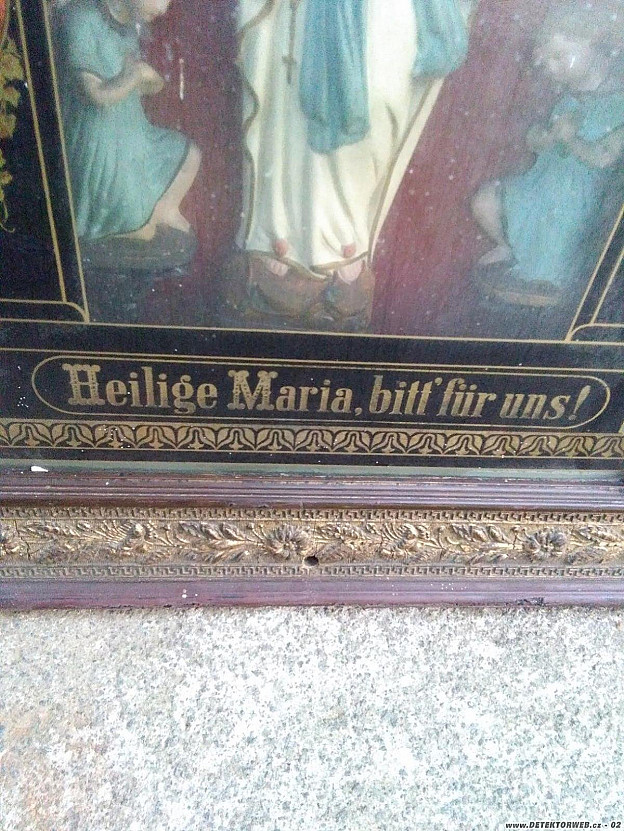 Heilige Maria, bitt' für uns!
www.DETEKTORWEB.cz - 02